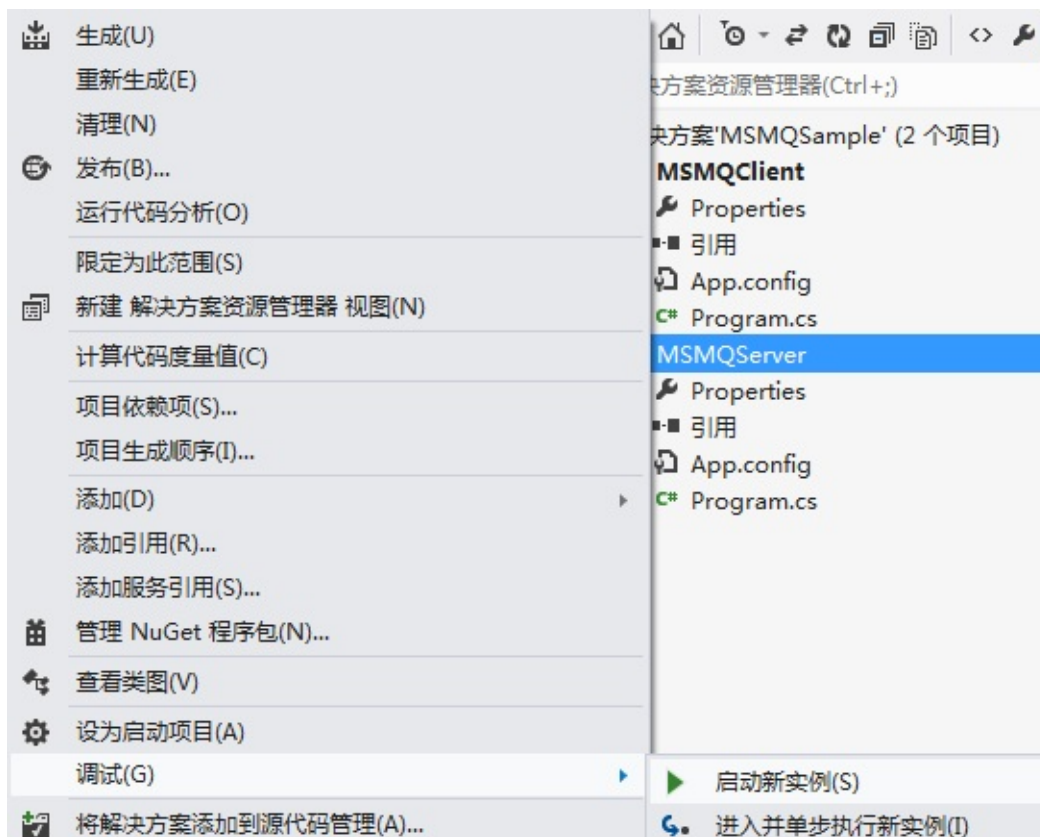 生成(U)
重新生成(E)
清理(N)
发布(B)...
运行代码分析(O)
限定为此范围(S)
新建 解决方案资源管理器 视图(N)
计算代码度量值(C)
项目依赖项(S)...
项目生成顺序(I)...
添加(D)
添加引用(R)...
添加服务引用(S)...
管理 NuGet 程序包(N)...
查看类图(V)
设为启动项目(A)
调试(G)
将解决方案添加到源代码管理(A)...
决方案资源管理器(Ctrl+;)
决方案'MSMQSample' (2 个项目)
MSMQClient
Properties
引用
App.config
C# Program.cs
MSMQServer
Properties
引用
App.config
C# Program.cs
启动新实例(S)
进入并单步执行新实例(I)